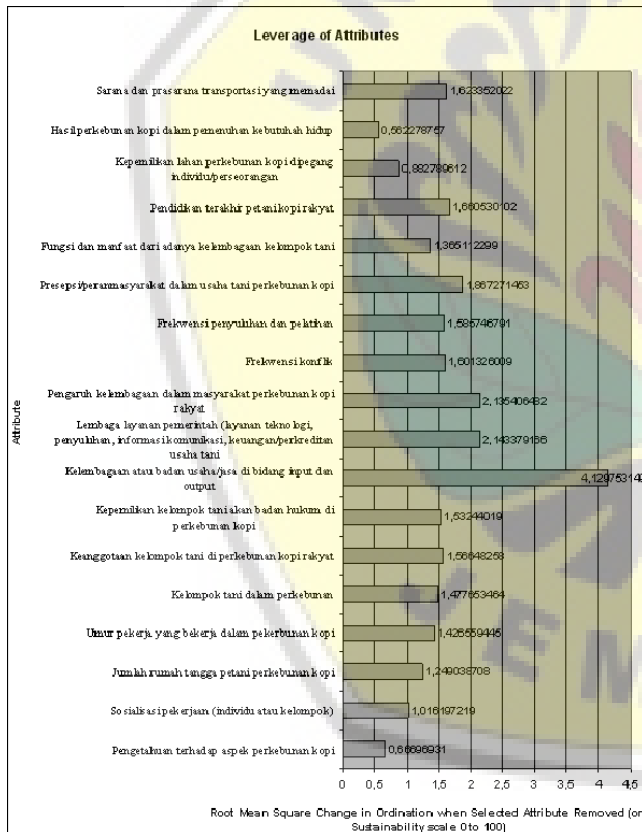 Leverage of Attributes
Sarana dan prasarana transportasi yang memadai
1,623352022
Hasil perkebunan kopi dalam pemenuhan kebutuhah hidup
0,562278757
Kepemilikan lahan perkebunan kopi dipegang
individu/perseorangan
0,882789612
Pendidikan terakhir petani kopi rakyat
1,660530102
Fungsi dan manfaat dari adanya kelembagaan kelompok tani
1,365112299
Presepsi/peran masyarakat dalam usaha tani perkebunan kopi
1,867271463
Frekwensi penyuluhan dan pelatihan
1,585746791
Frekwensi konflik
1,601326009
Pengaruh kelembagaan dalam masyarakat perkebunan kopi
rakyat
2,135406482
Lembaga layanan pemerintah (layanan teknologi,
penyuluhan, informasi komunikasi, keuangan/perkreditan
usaha tani
2,143379166
Kelembagaan atau badan usaha/jasa di bidang input dan
output
4,129753149
Kepemilikan kelompok tani akan badan hukum di
perkebunan kopi
1,53244019
Keanggotaan kelompok tani di perkebunan kopi rakyat
1,56648258
Kelompok tani dalam perkebunan
1,477653464
Umur pekerja yang bekerja dalam pekerbunan kopi
1,426559445
Jumlah rumah tangga petani perkebunan kopi
1,249038708
Sosialisasi pekerjaan (individu atau kelompok)
1,016197219
Pengetahuan terhadap aspek perkebunan kopi
0,66696931
Attribute
0 0,5 1 1,5 2 2,5 3 3,5 4 4,5
Root Mean Square Change in Ordination when Selected Attribute Removed (on
Sustainability scale 0 to 100)